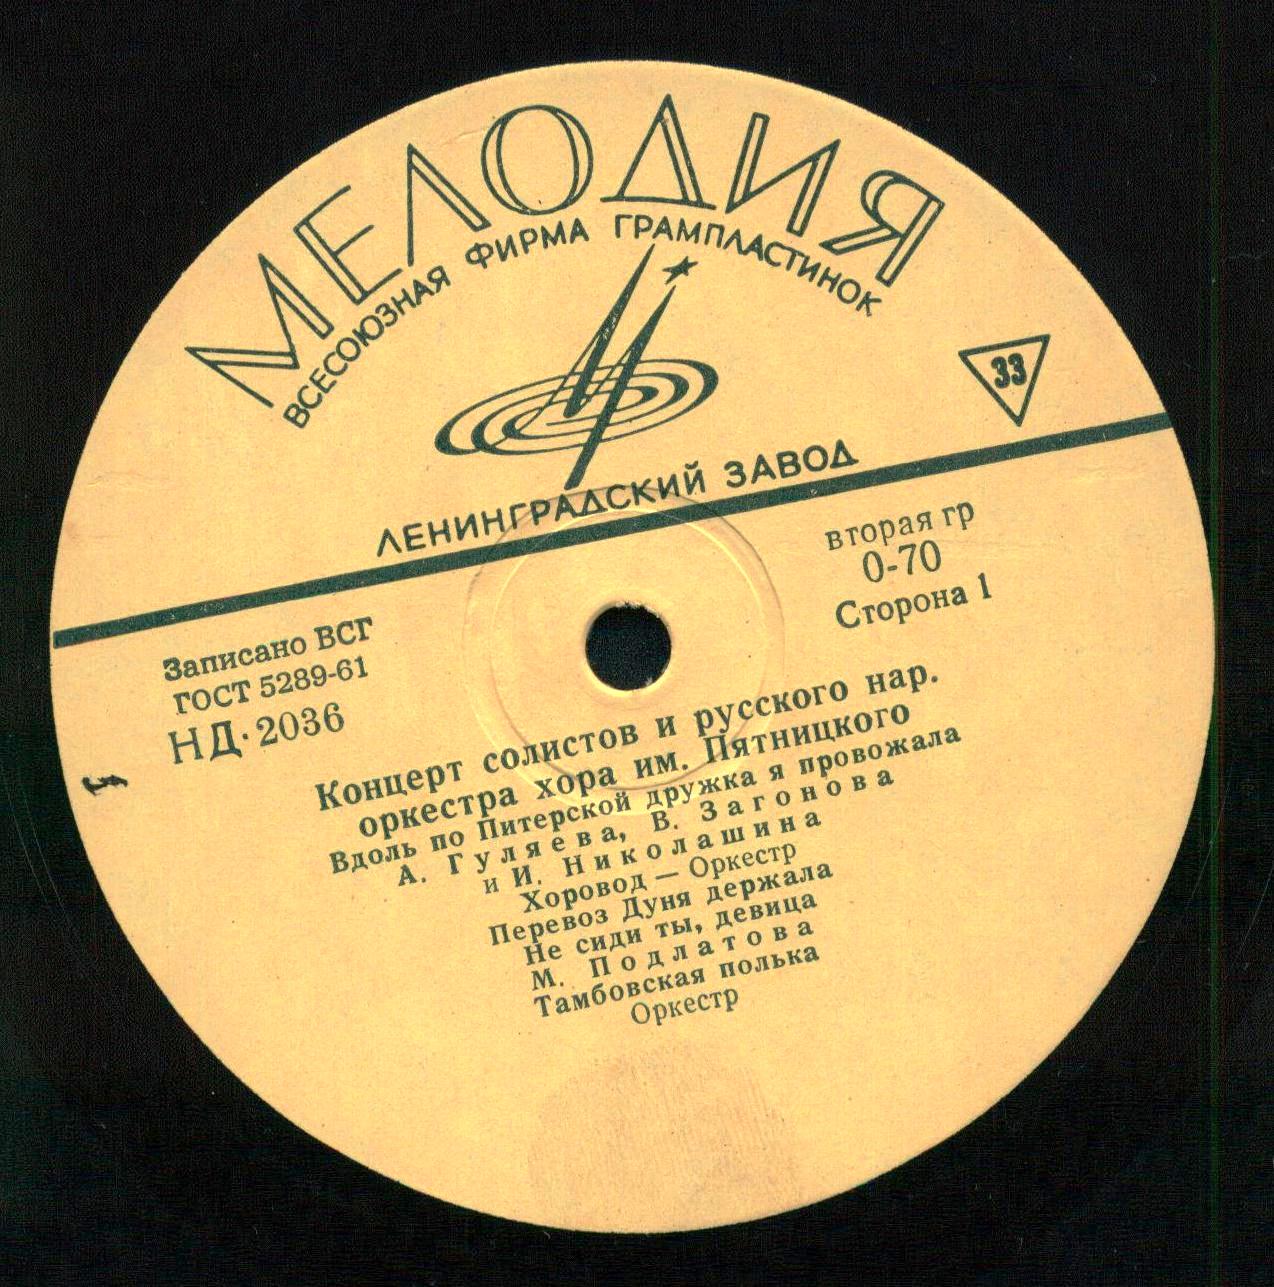 МЕЛОДИЯ
ВСЕСОЮЗНАЯ ФИРМА ГРАМПЛАСТИНОК
33
ЛЕНИНГРАДСКИЙ ЗАВОД
вторая гр
0-70
Сторона 1
Записано ВСГ
ГОСТ 5289-61
НД·2036
Концерт солистов и русского нар.
оркестра хора им. Пятницкого
Вдоль по Питерской дружка я провожала
А. Гуляева, В. Загонова
и И. Николашина
Хоровод — Оркестр
Перевоз Дуня держала
Не сиди ты, девица
М. Подлатова
Тамбовская полька
Оркестр